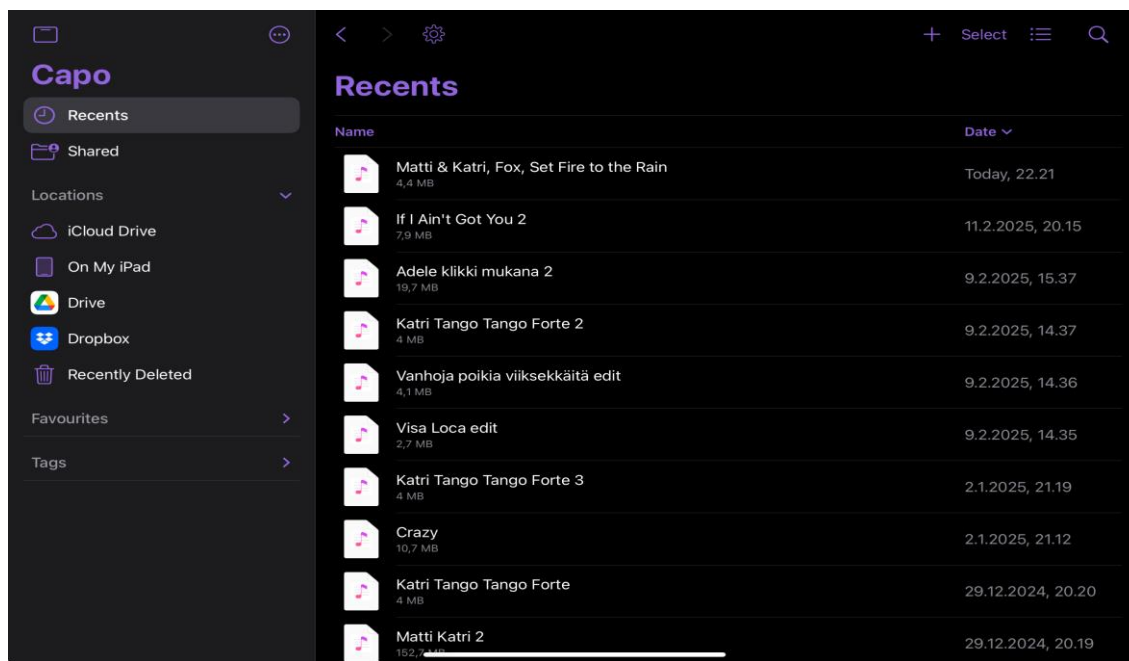 Capo
Recents
Shared
Locations
iCloud Drive
On My iPad
Drive
Dropbox
Recently Deleted
Favourites
Tags
Select
Recents
Name Date
Matti & Katri, Fox, Set Fire to the Rain Today, 22.21
4,4 MB
If I Ain't Got You 2 11.2.2025, 20.15
7,9 MB
Adele klikki mukana 2 9.2.2025, 15.37
19,7 MB
Katri Tango Tango Forte 2 9.2.2025, 14.37
4 MB
Vanhoja poikia viiksekkäitä edit 9.2.2025, 14.36
4,1 MB
Visa Loca edit 9.2.2025, 14.35
2,7 MB
Katri Tango Tango Forte 3 2.1.2025, 21.19
4 MB
Crazy 2.1.2025, 21.12
10,7 MB
Katri Tango Tango Forte 29.12.2024, 20.20
4 MB
Matti Katri 2 29.12.2024, 20.19
152,7 MB